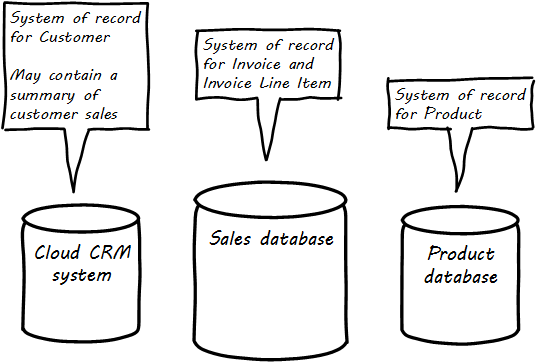 System of record
for Customer
May contain a
summary of
customer sales
System of record
for Invoice and
Invoice Line Item
System of record
for Product
Cloud CRM
system
Sales database
Product
database